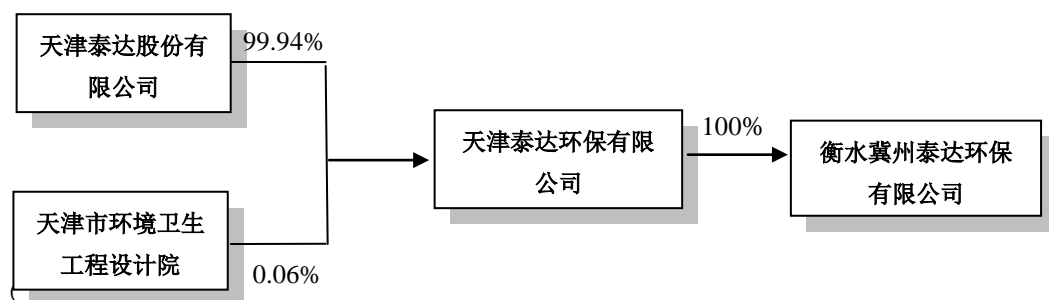 天津泰达股份有
限公司
99.94%
天津市环境卫生
工程设计院
0.06%
天津泰达环保有限
公司
100%
衡水冀州泰达环保
有限公司
(